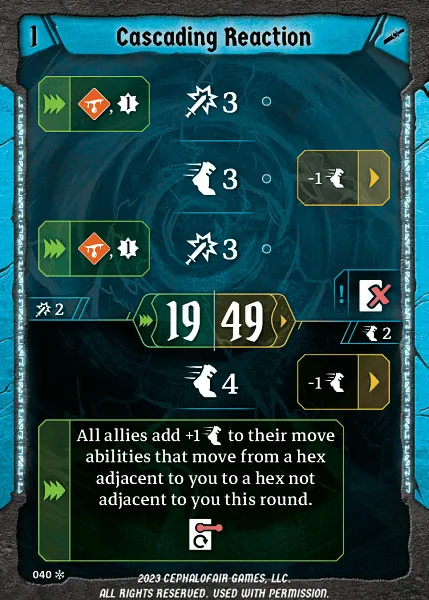 1
Cascading Reaction
, 1
3
3
-1
, 1
3
!
2
19
49
2
4
-1
All allies add +1 to their move
abilities that move from a hex
adjacent to you to a hex not
adjacent to you this round.
040
2023 CEPHALOFAIR GAMES, LLC.
ALL RIGHTS RESERVED. USED WITH PERMISSION.